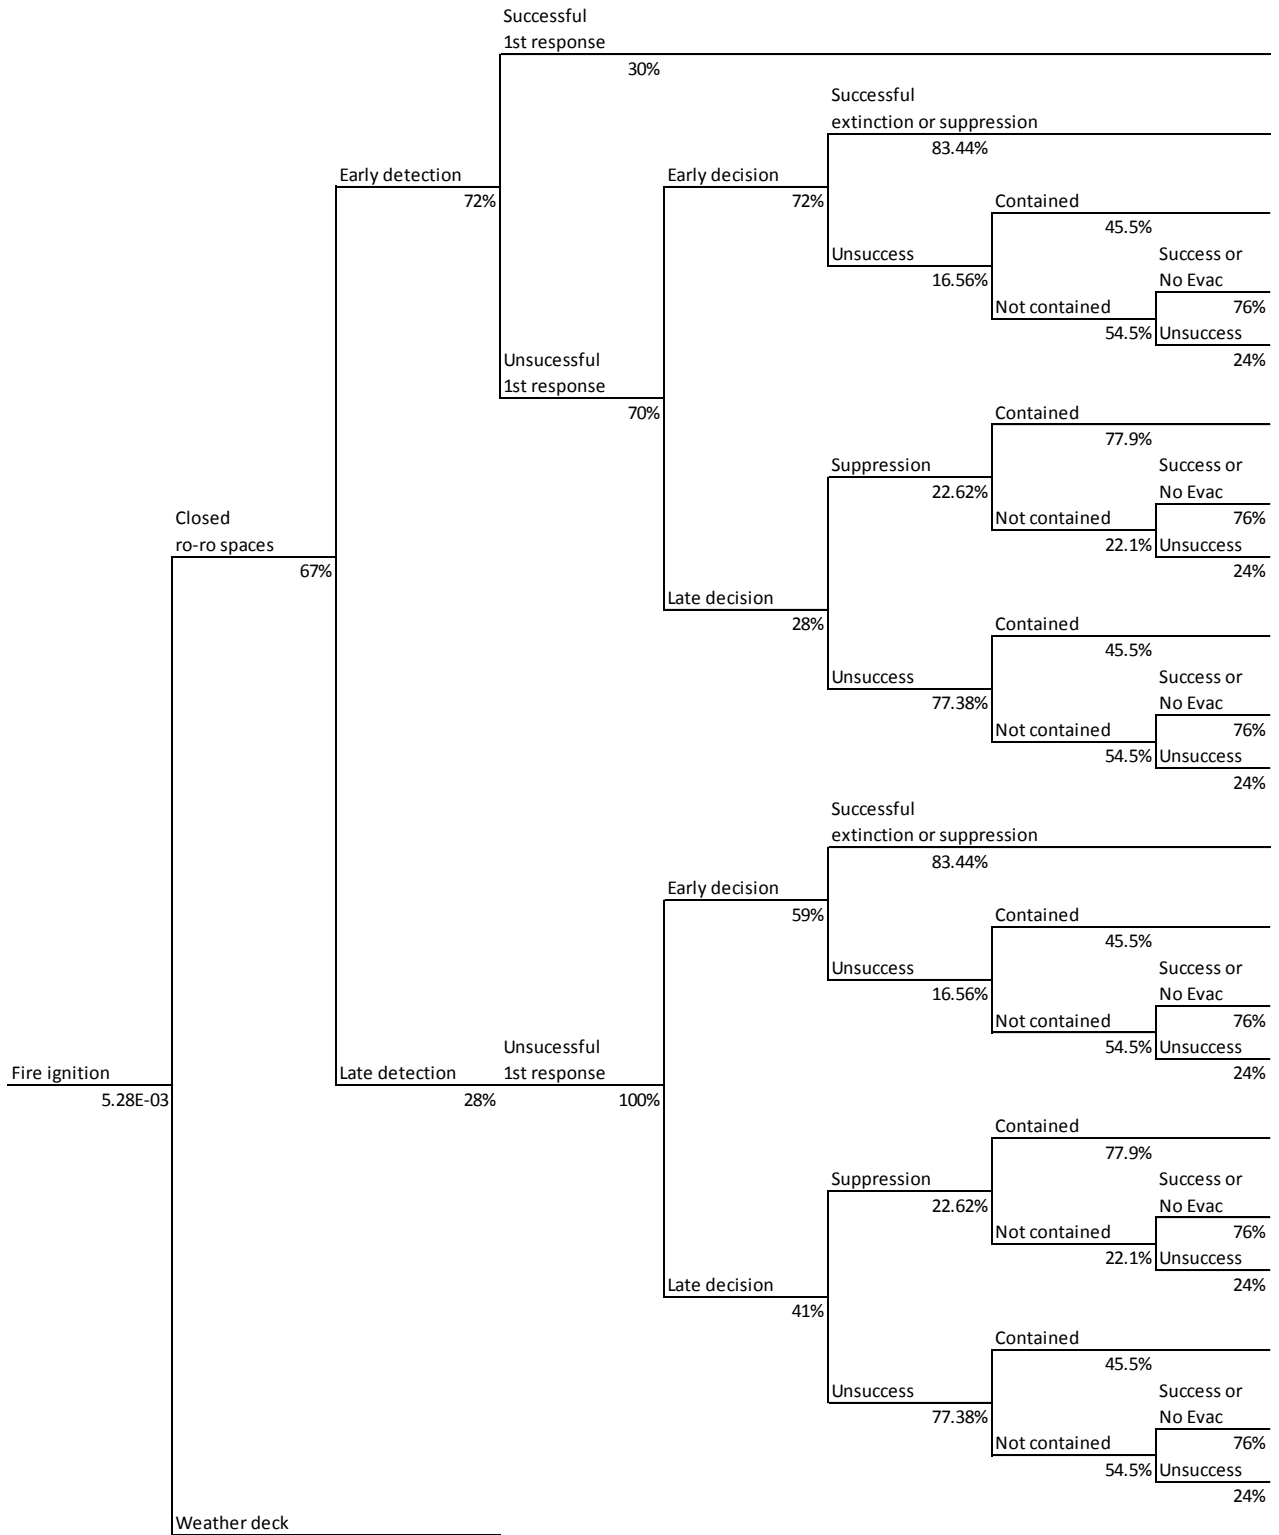 Successful
1st response
30%
Successful
extinction or suppression
83.44%
Early detection
72%
Early decision
72%
Contained
45.5%
Unsuccess
16.56%
Success or
No Evac
76%
Not contained
54.5%
Unsuccess
24%
Unsucessful
1st response
70%
Contained
77.9%
Suppression
22.62%
Success or
No Evac
76%
Not contained
22.1%
Unsuccess
24%
Closed
ro-ro spaces
67%
Late decision
28%
Contained
45.5%
Unsuccess
77.38%
Success or
No Evac
76%
Not contained
54.5%
Unsuccess
24%
Successful
extinction or suppression
83.44%
Early decision
59%
Contained
45.5%
Unsuccess
16.56%
Success or
No Evac
76%
Not contained
54.5%
Unsuccess
24%
Fire ignition
5.28E-03
Late detection
28%
Unsucessful
1st response
100%
Contained
77.9%
Suppression
22.62%
Success or
No Evac
76%
Not contained
22.1%
Unsuccess
24%
Late decision
41%
Contained
45.5%
Unsuccess
77.38%
Success or
No Evac
76%
Not contained
54.5%
Unsuccess
24%
Weather deck